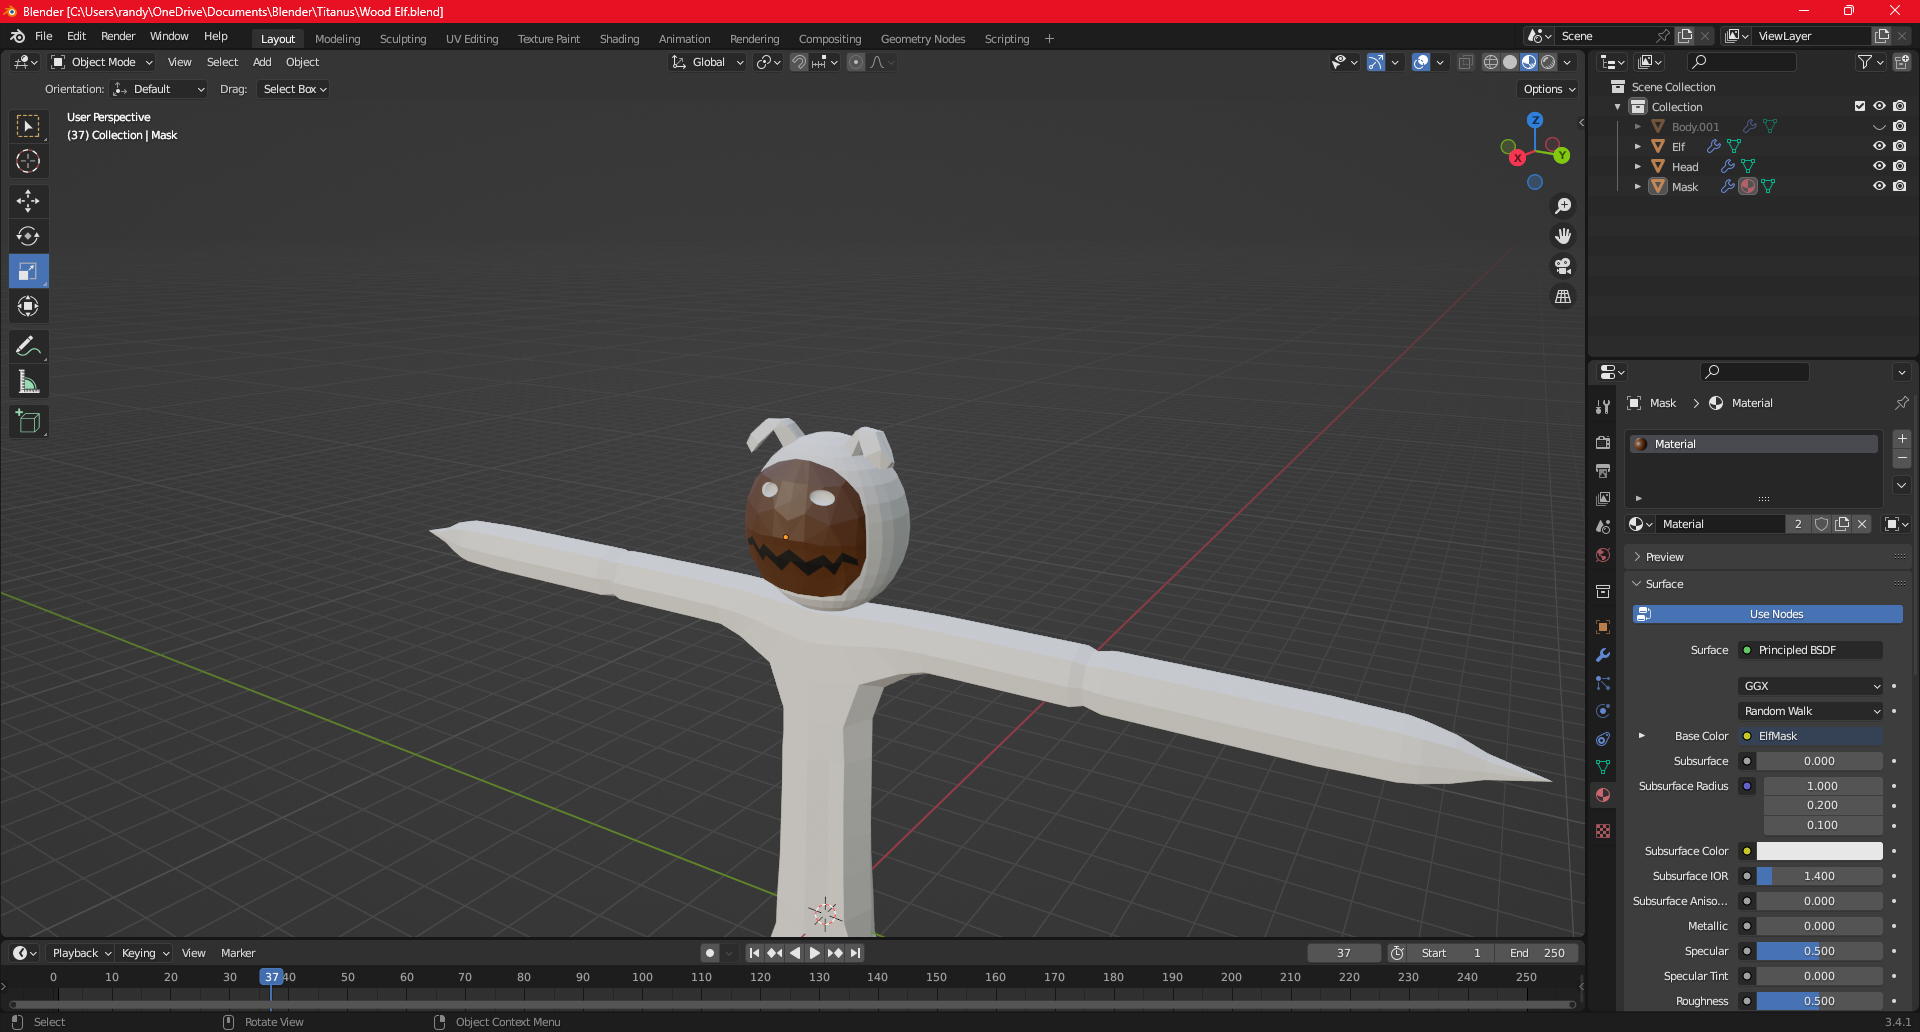 Blender [C:\Users\randy\OneDrive\Documents\Blender\Titanus\Wood Elf.blend]
File Edit Render Window Help Layout Modeling Sculpting UV Editing Texture Paint Shading Animation Rendering Compositing Geometry Nodes Scripting + Scene ViewLayer
Object Mode View Select Add Object Global
Orientation: Default Drag: Select Box Options
User Perspective
(37) Collection | Mask
Z
X
Y
Scene Collection
Collection
Body.001
Elf
Head
Mask
Mask > Material
Material
Material 2
Preview
Surface
Use Nodes
Surface Principled BSDF
GGX
Random Walk
Base Color ElfMask
Subsurface 0.000
Subsurface Radius 1.000
0.200
0.100
Subsurface Color
Subsurface IOR 1.400
Subsurface Aniso... 0.000
Metallic 0.000
Specular 0.500
Specular Tint 0.000
Roughness 0.500
Playback Keying View Marker 37 Start 1 End 250
0 10 20 30 37 40 50 60 70 80 90 100 110 120 130 140 150 160 170 180 190 200 210 220 230 240 250
Select Rotate View Object Context Menu 3.4.1